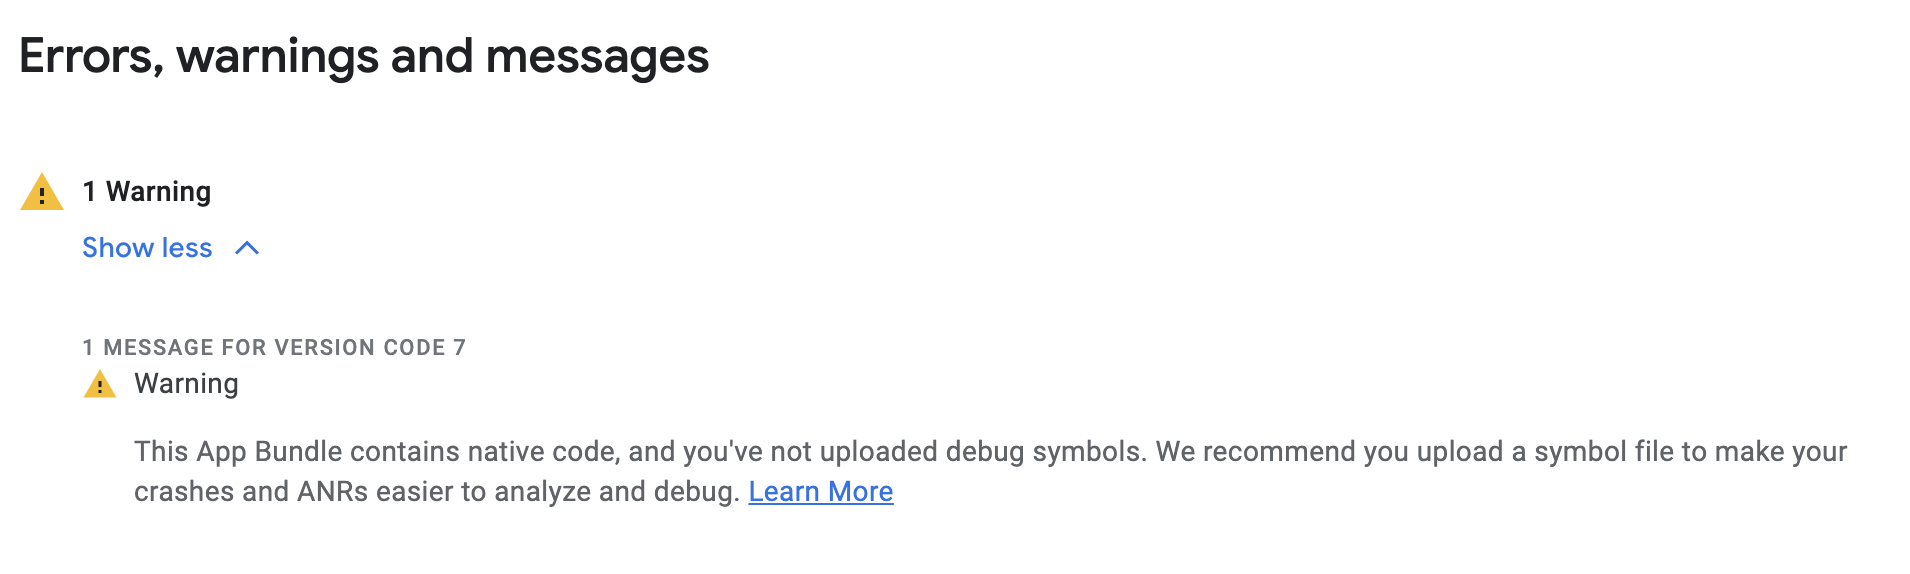 Errors, warnings and messages
1 Warning
Show less
1 MESSAGE FOR VERSION CODE 7
Warning
This App Bundle contains native code, and you've not uploaded debug symbols. We recommend you upload a symbol file to make your
crashes and ANRs easier to analyze and debug. Learn More